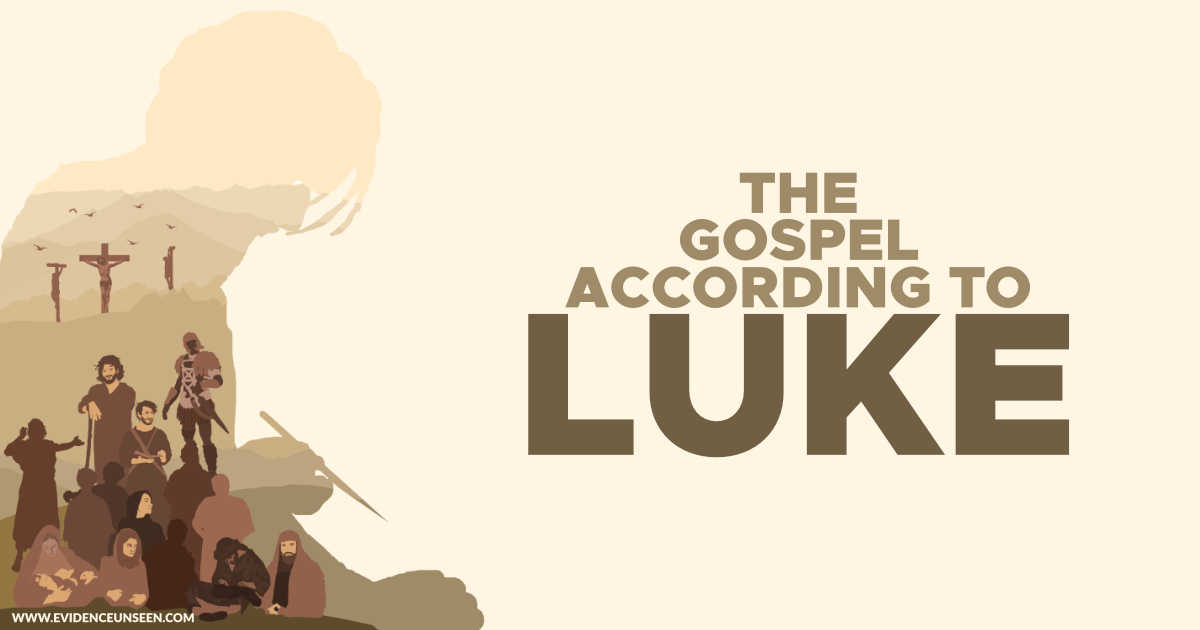 THE
GOSPEL
ACCORDING TO
LUKE
WWW.EVIDENCEUNSEEN.COM